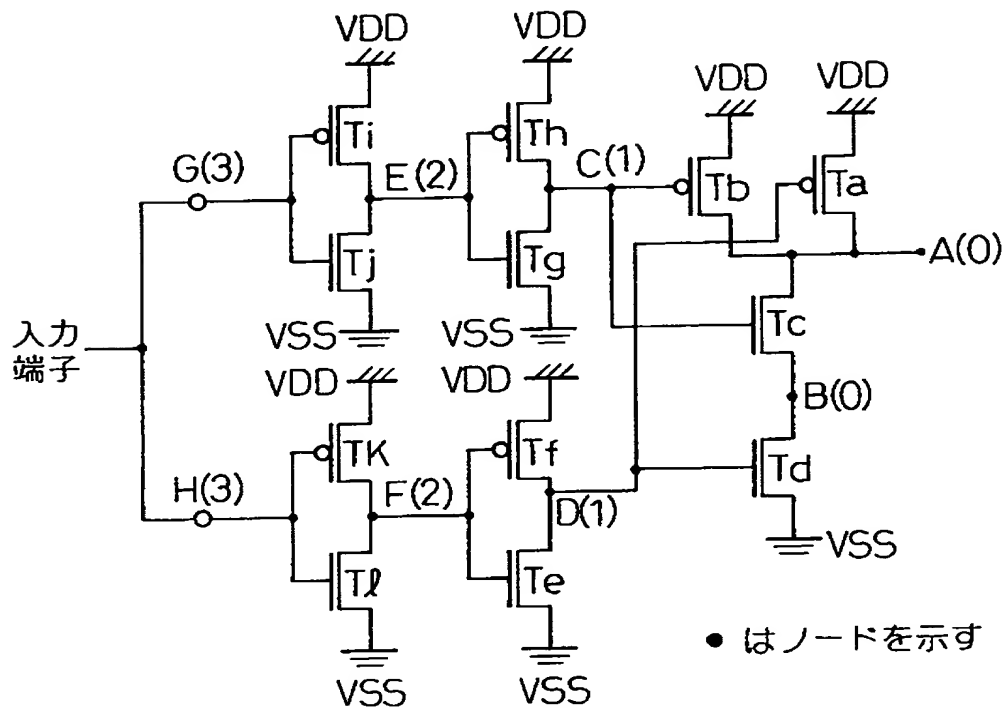 VDD
VDD
VDD
VDD
Ti
Th
G(3)
E(2)
C(1)
Tb
Ta
Tj
Tg
A(0)
入力
端子
VSS
VSS
Tc
VDD
VDD
B(0)
TK
Tf
H(3)
F(2)
D(1)
Td
Tℓ
Te
VSS
VSS
VSS
● はノードを示す